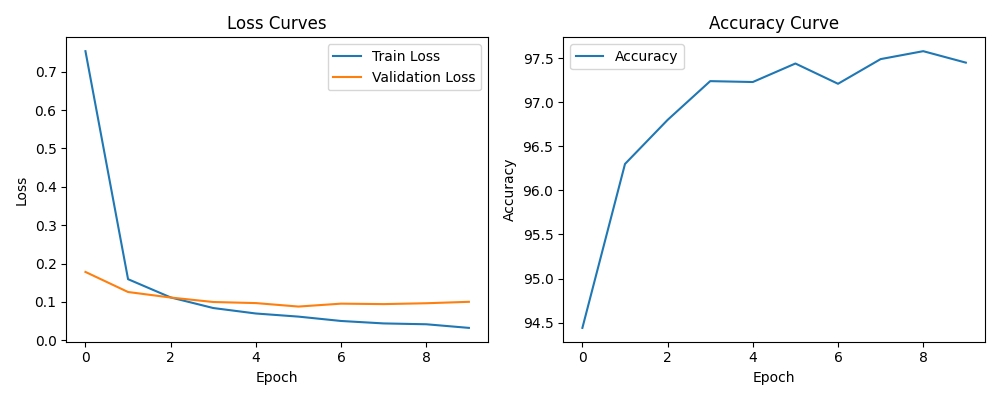 Loss Curves
Train Loss
Validation Loss
0.7
0.6
0.5
0.4
0.3
0.2
0.1
0.0
Loss
0 2 4 6 8
Epoch
Accuracy Curve
Accuracy
97.5
97.0
96.5
96.0
95.5
95.0
94.5
Accuracy
0 2 4 6 8
Epoch